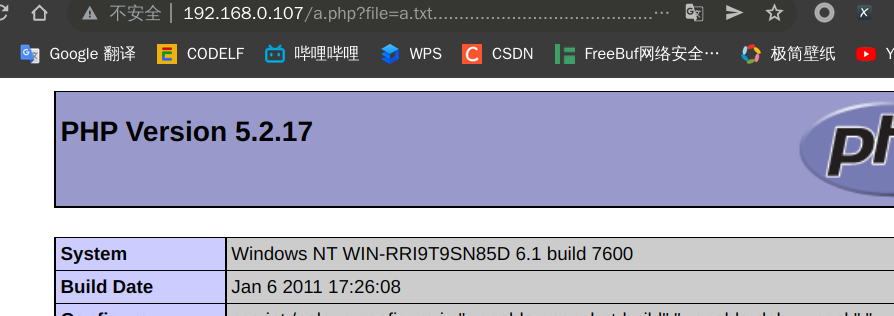 不安全 | 192.168.0.107/a.php?file=a.txt.......................................…
Google 翻译 CODELF 哔哩哔哩 WPS CSDN FreeBuf网络安全… 极简壁纸
PHP Version 5.2.17
php
System Windows NT WIN-RRI9T9SN85D 6.1 build 7600
Build Date Jan 6 2011 17:26:08